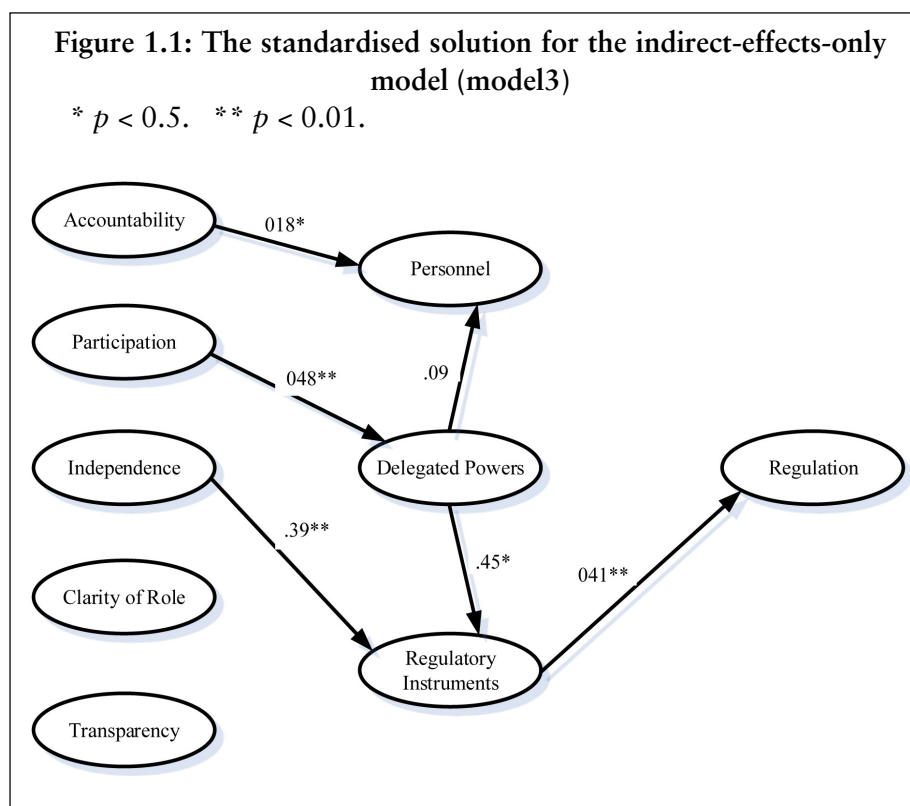 Figure 1.1: The standardised solution for the indirect-effects-only
model (model3)
* p < 0.5. ** p < 0.01.
Accountability
018*
Personnel
Participation
048**
.09
Independence
Delegated Powers
Regulation
.39**
.45*
041**
Clarity of Role
Regulatory
Instruments
Transparency